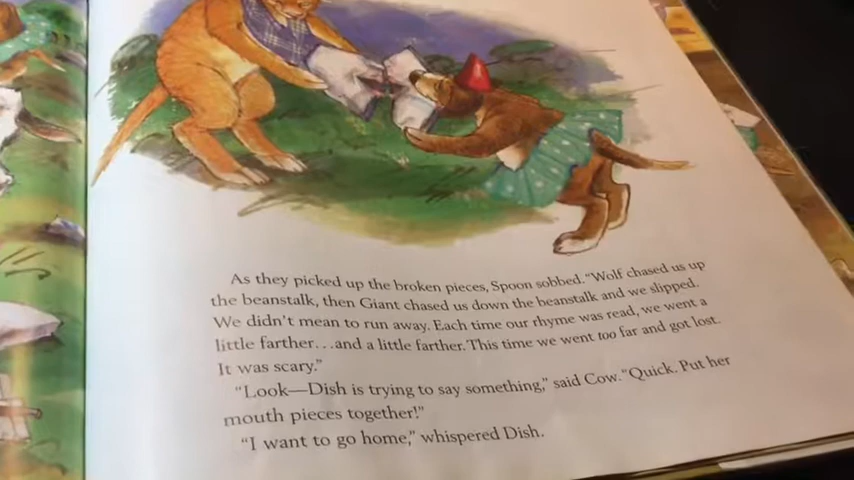 As they picked up the broken pieces, Spoon sobbed. "Wolf chased us up
the beanstalk, then Giant chased us down the beanstalk and we slipped.
We didn't mean to run away. Each time our rhyme was read, we went a
little farther...and a little farther. This time we went too far and got lost.
It was scary."
"Look—Dish is trying to say something," said Cow. "Quick. Put her
mouth pieces together!"
"I want to go home," whispered Dish.